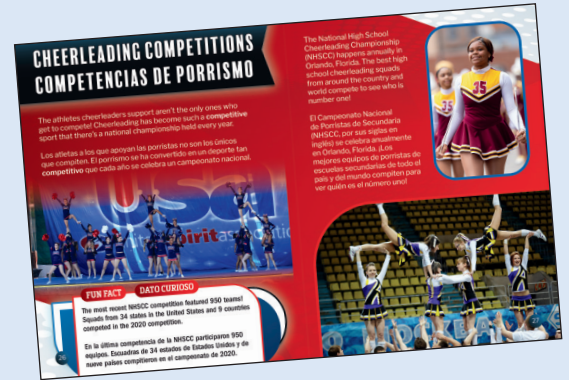 CHEERLEADING COMPETITIONS
COMPETENCIAS DE PORRISMO
The athletes cheerleaders support aren't the only ones who
get to compete! Cheerleading has become such a competitive
sport that there's a national championship held every year.
Los atletas a los que apoyan las porristas no son los únicos
que compiten. El porrismo se ha convertido en un deporte tan
competitivo que cada año se celebra un campeonato nacional.
usa
spirit
FUN FACT
DATO CURIOSO
The most recent NHSCC competition featured 950 teams!
Squads from 34 states in the United States and 9 countries
competed in the 2020 competition.
En la última competencia de la NHSCC participaron 950
equipos. Escuadras de 34 estados de Estados Unidos y de
nueve países compitieron en el campeonato de 2020.
26
The National High School
Cheerleading Championship
(NHSCC) happens annually in
Orlando, Florida. The best high
school cheerleading squads
from around the country and
world compete to see who is
number one!
El Campeonato Nacional
de Porristas de Secundaria
(NHSCC, por sus siglas en
inglés) se celebra anualmente
en Orlando, Florida. ¡Los
mejores equipos de porristas de
escuelas secundarias de todo el
país y del mundo compiten para
ver quién es el número uno!
35
35